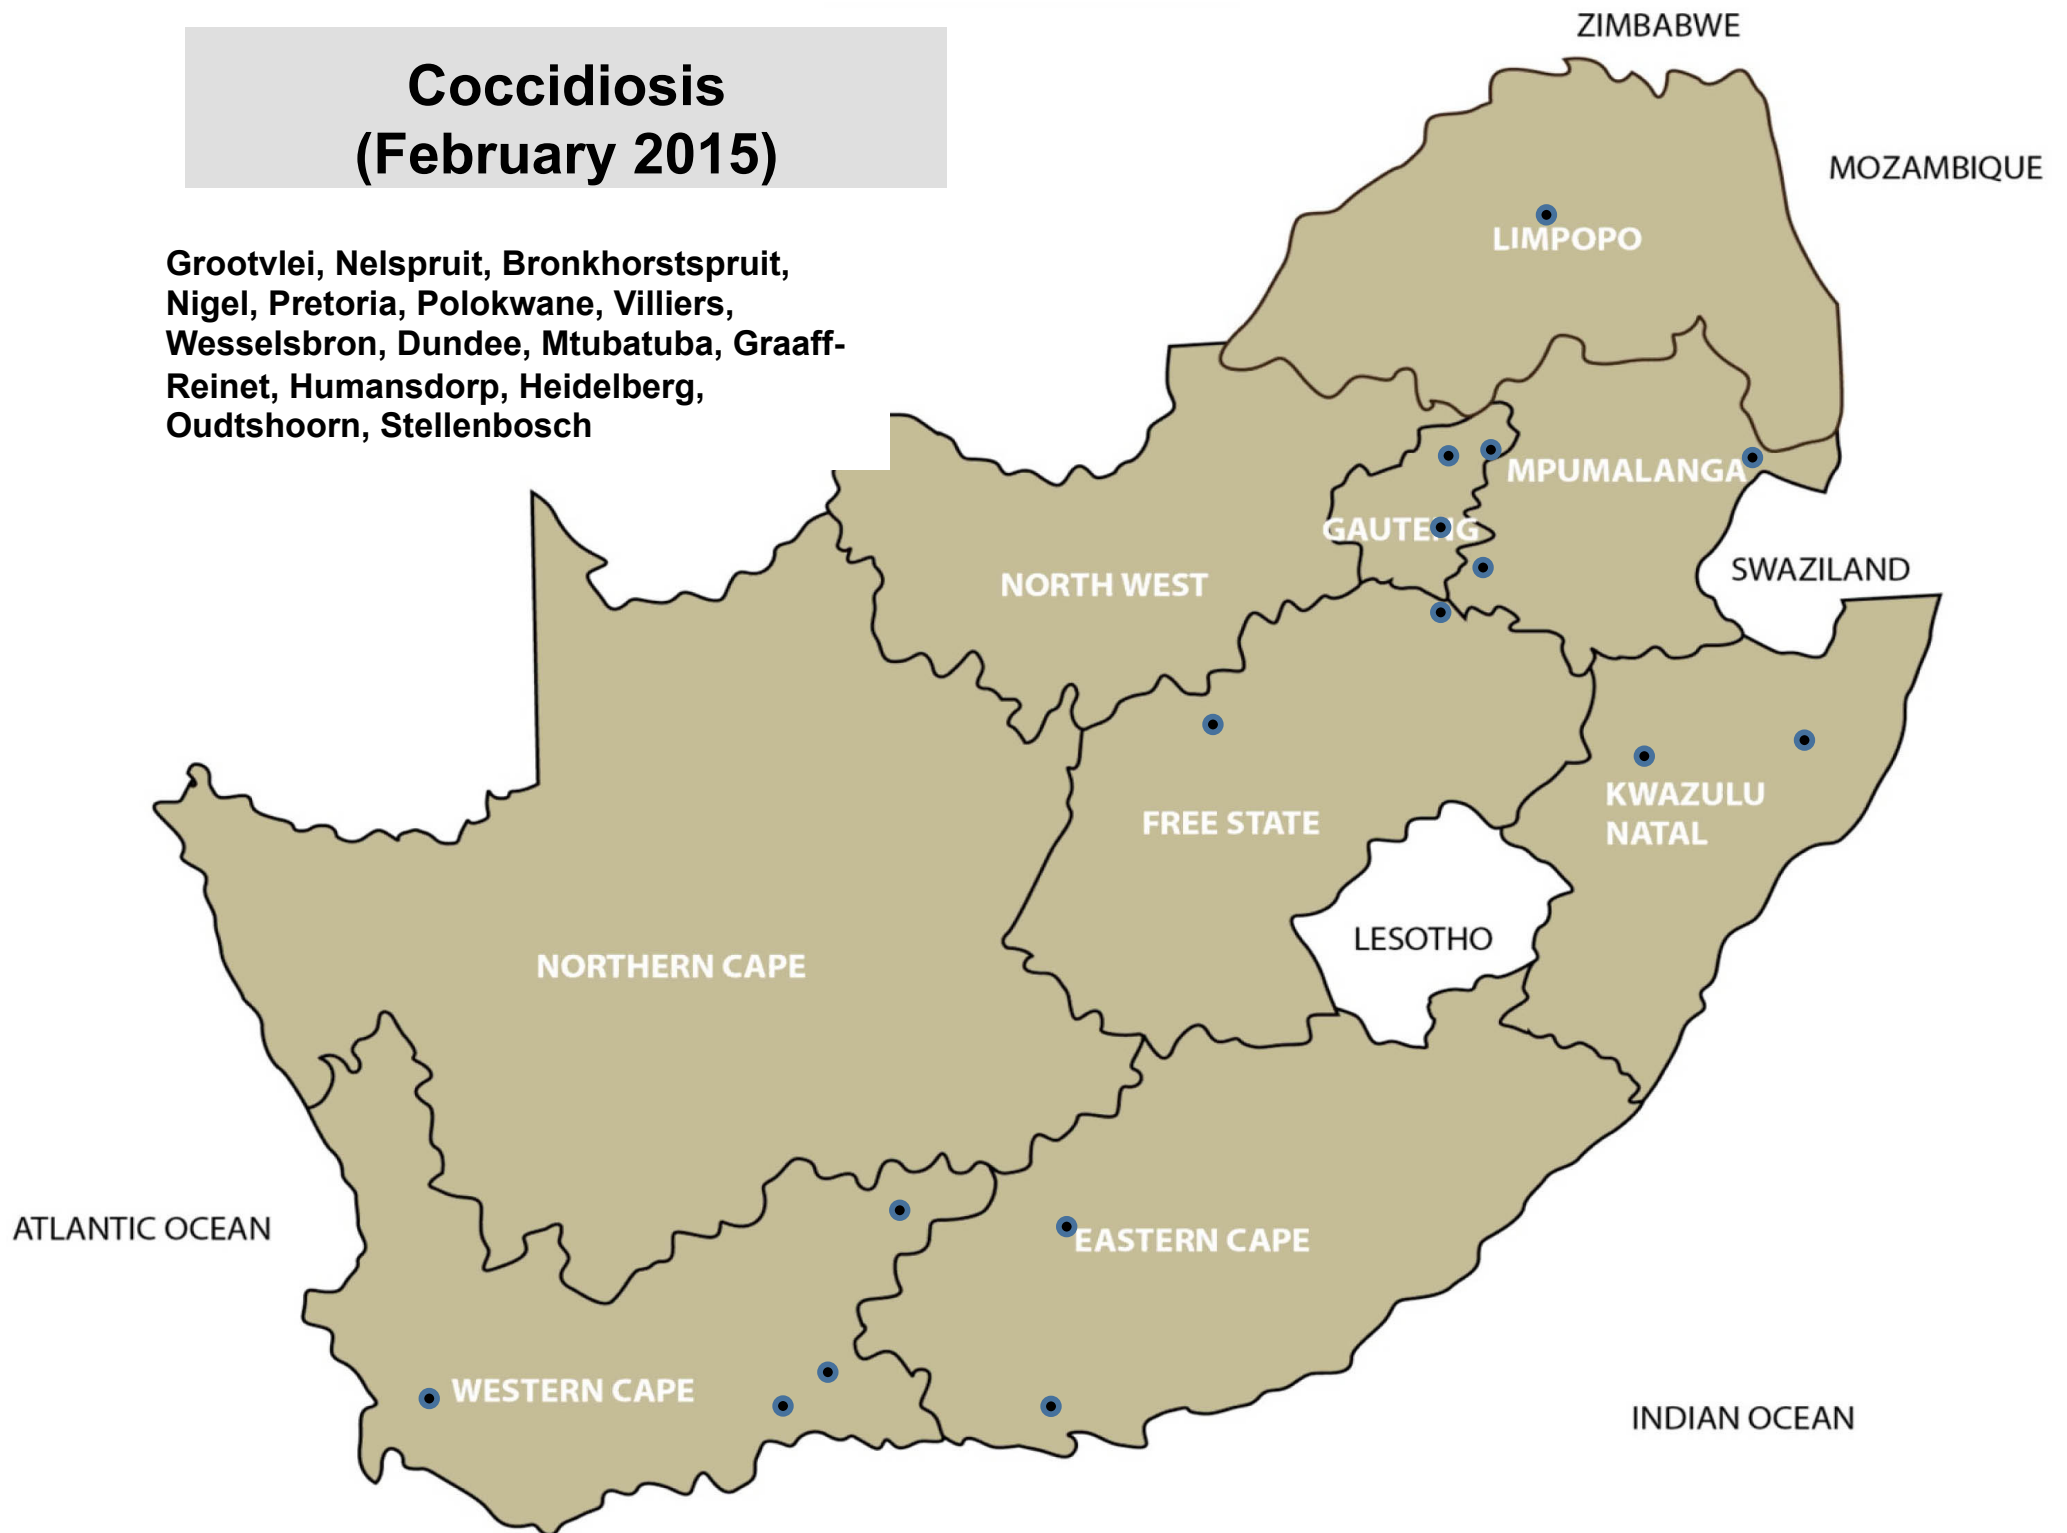 Coccidiosis
(February 2015)
Grootvlei, Nelspruit, Bronkhorstspruit,
Nigel, Pretoria, Polokwane, Villiers,
Wesselsbron, Dundee, Mtubatuba, Graaff-
Reinet, Humansdorp, Heidelberg,
Oudtshoorn, Stellenbosch
ZIMBABWE
MOZAMBIQUE
LIMPOPO
MPUMALANGA
GAUTENG
SWAZILAND
NORTH WEST
KWAZULU
NATAL
FREE STATE
LESOTHO
NORTHERN CAPE
ATLANTIC OCEAN
EASTERN CAPE
WESTERN CAPE
INDIAN OCEAN